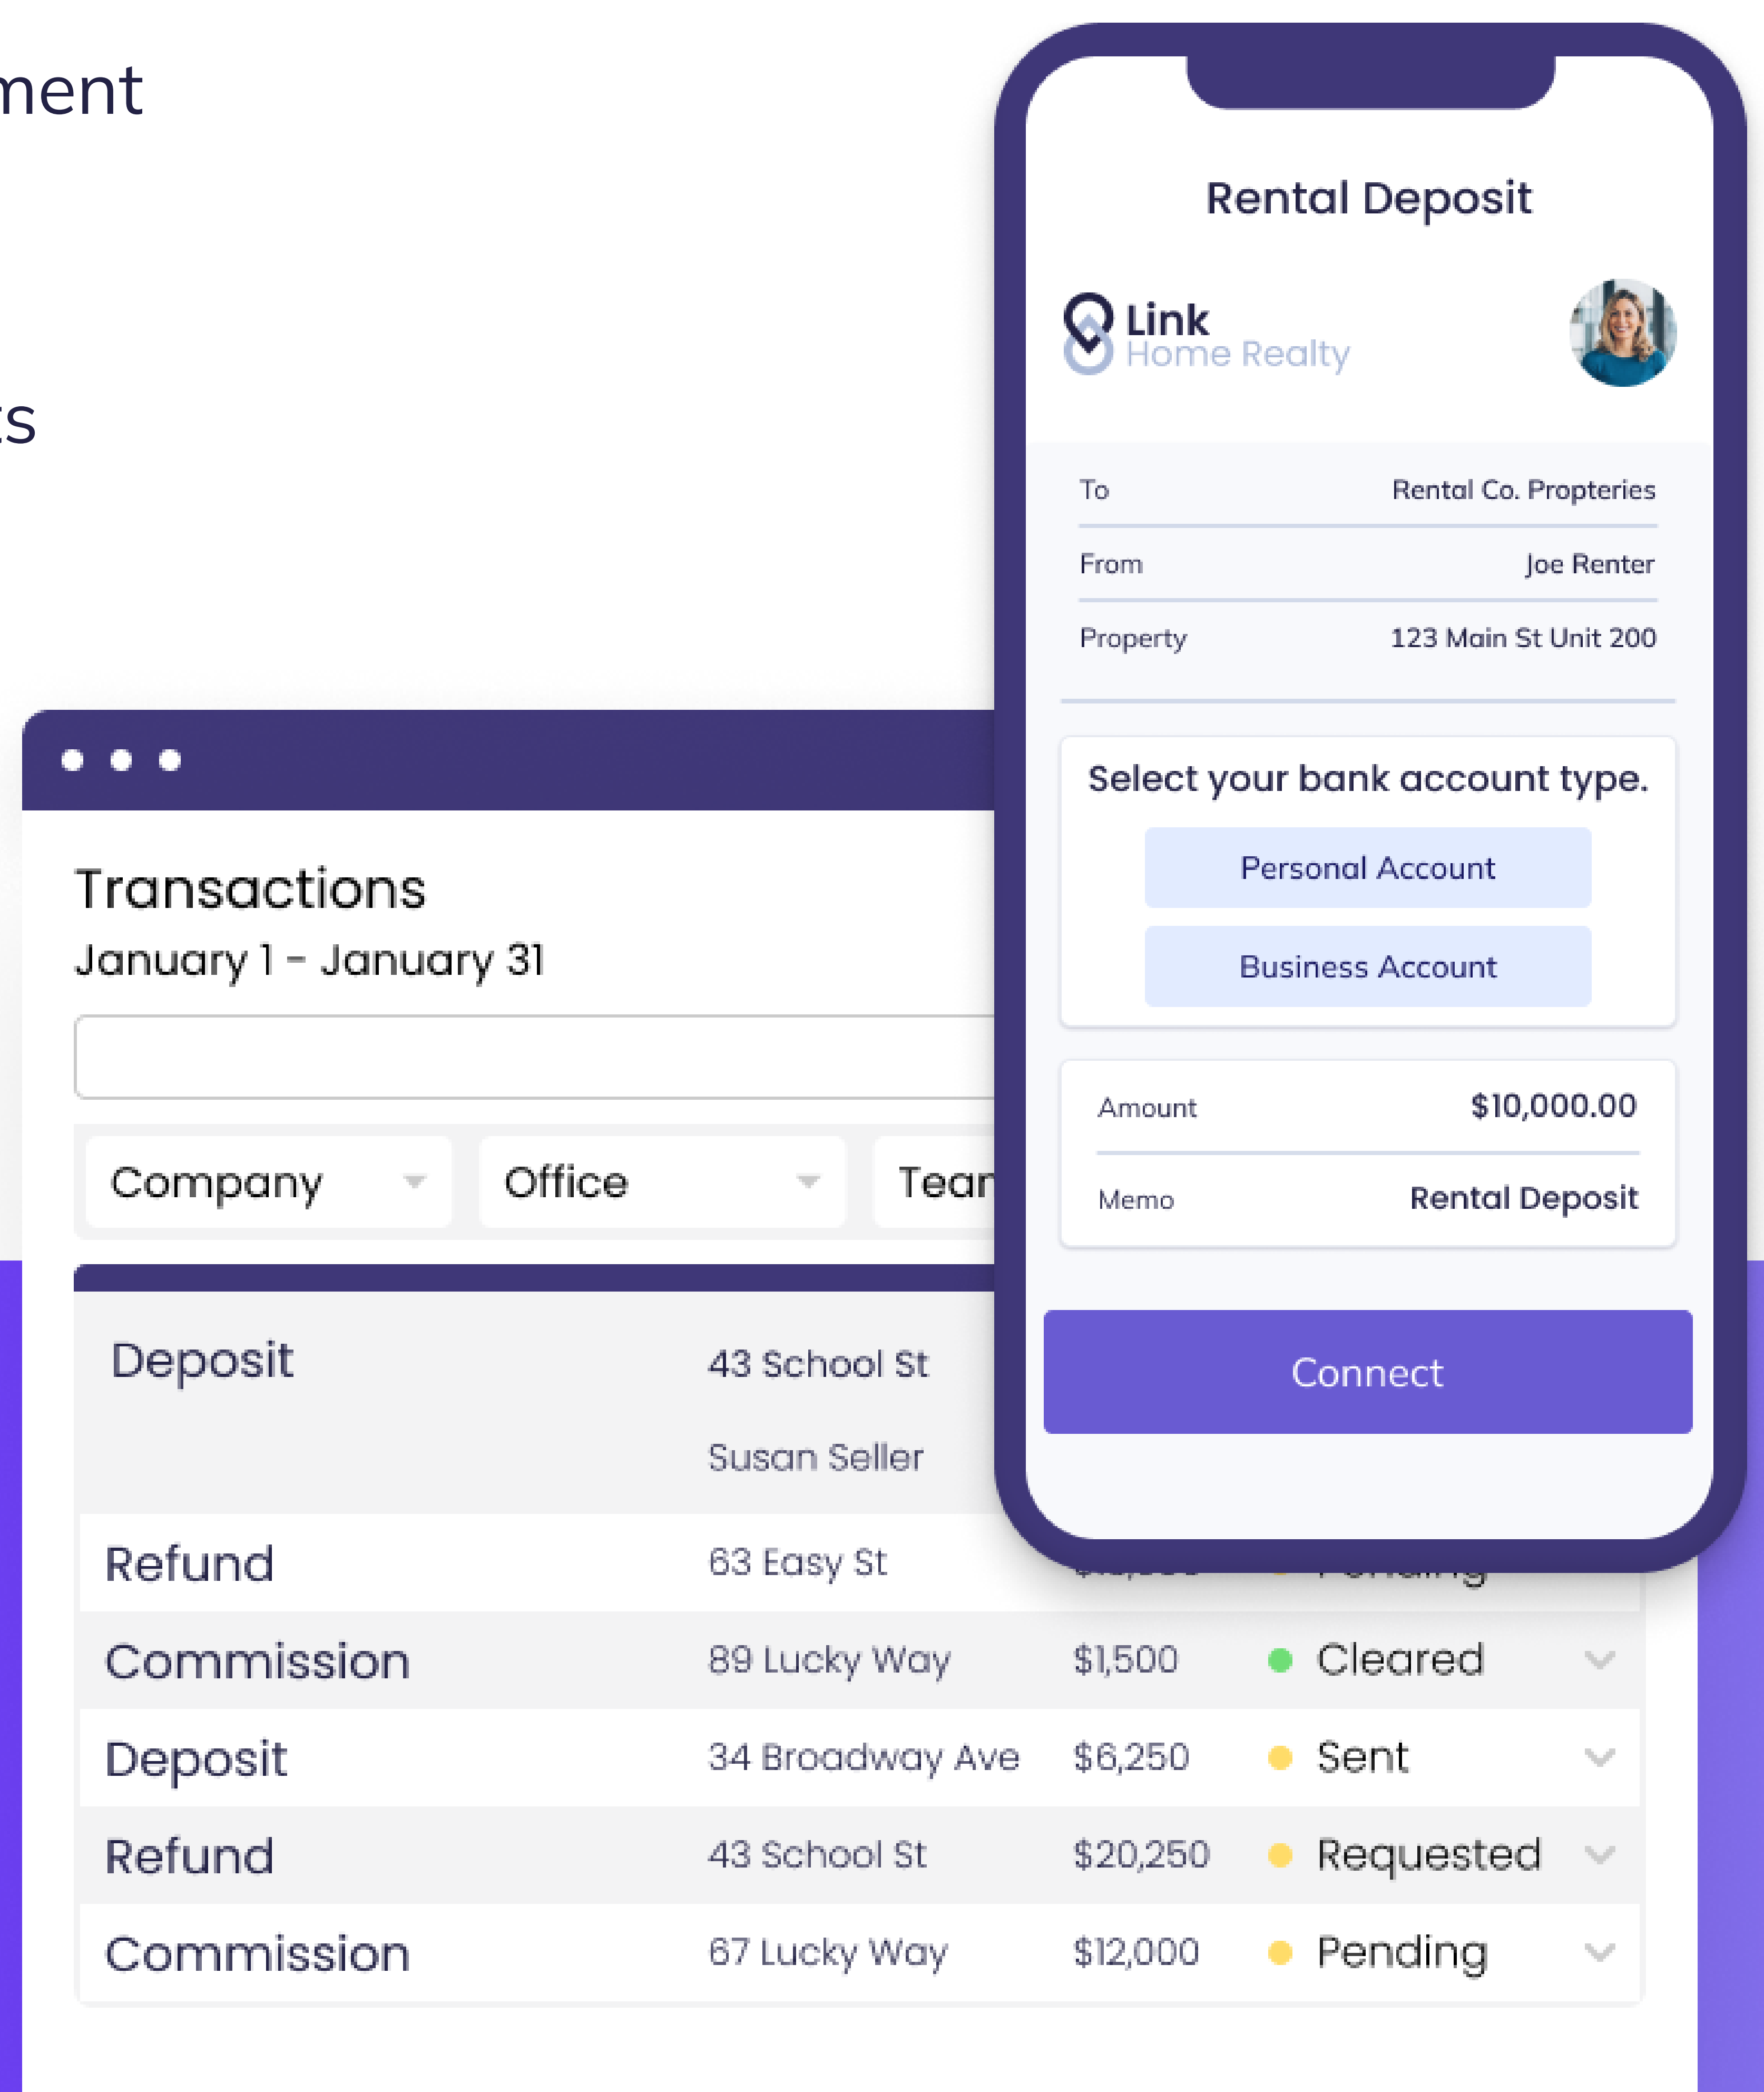 ment
ts
Rental Deposit
Link
Home Realty
To Rental Co. Propteries
From Joe Renter
Property 123 Main St Unit 200
Select your bank account type.
Personal Account
Business Account
Amount $10,000.00
Memo Rental Deposit
Connect
Transactions
January 1 - January 31
Company Office Team
Deposit 43 School St
Susan Seller
Refund 63 Easy St Pending
Commission 89 Lucky Way $1,500 Cleared
Deposit 34 Broadway Ave $6,250 Sent
Refund 43 School St $20,250 Requested
Commission 67 Lucky Way $12,000 Pending